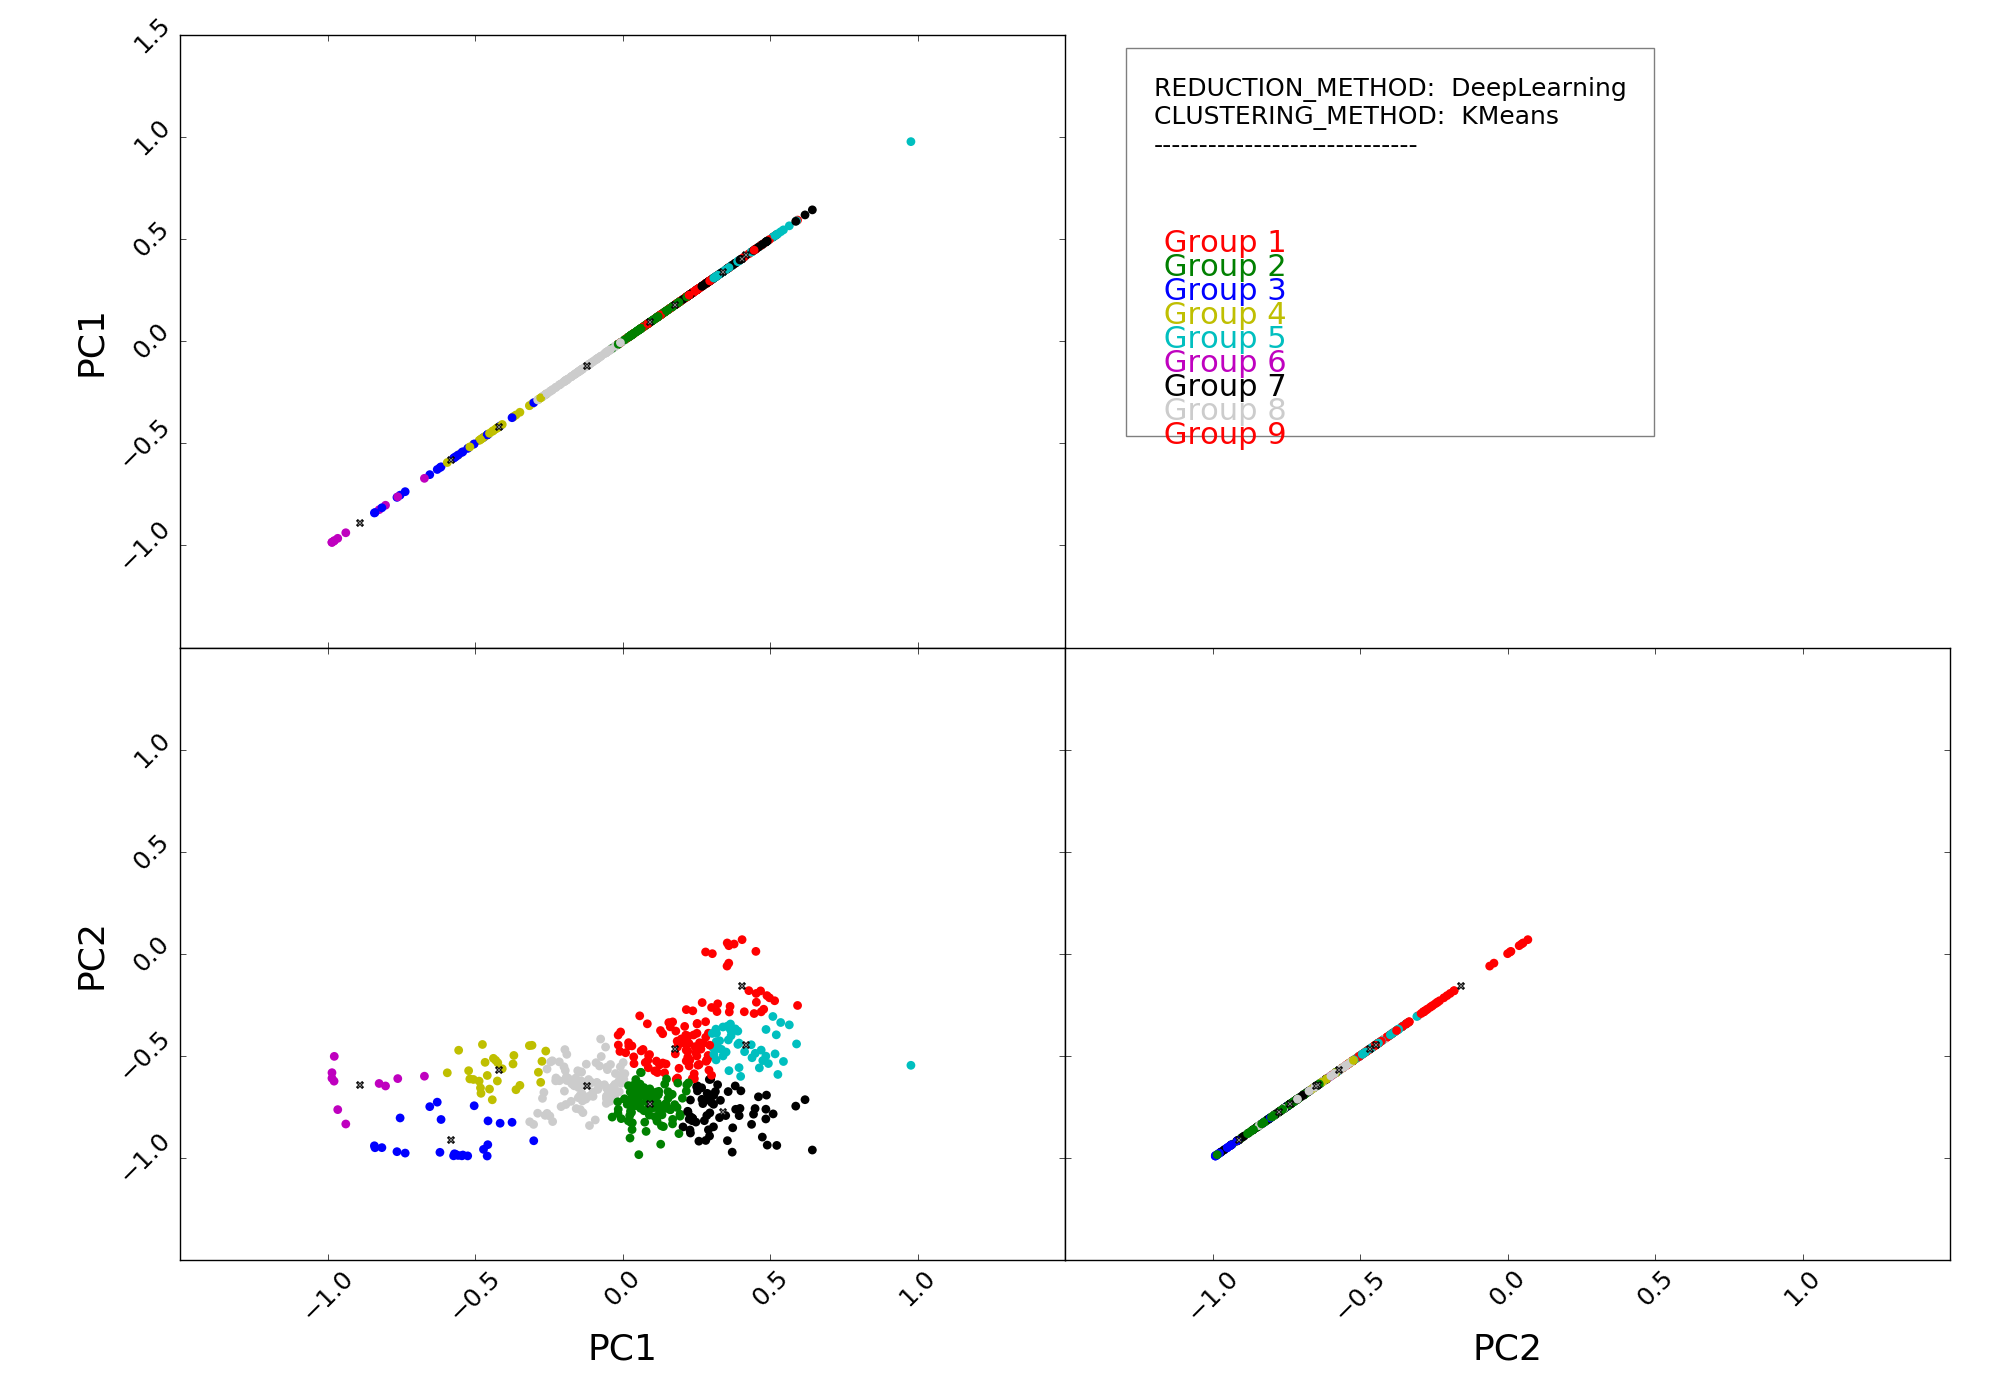 1.5
1.0
0.5
0.0
−0.5
−1.0
PC1
REDUCTION_METHOD:  DeepLearning
CLUSTERING_METHOD:  KMeans
-----------------------------
Group 1
Group 2
Group 3
Group 4
Group 5
Group 6
Group 7
Group 8
Group 9
1.0
0.5
0.0
−0.5
−1.0
PC2
−1.0 −0.5 0.0 0.5 1.0
−1.0 −0.5 0.0 0.5 1.0
PC1
PC2